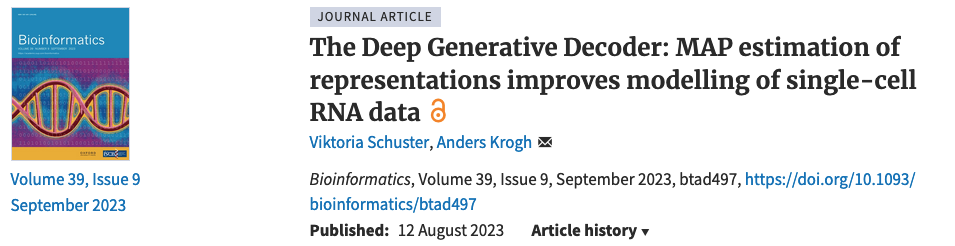 Bioinformatics
JOURNAL ARTICLE
The Deep Generative Decoder: MAP estimation of
representations improves modelling of single-cell
RNA data
Viktoria Schuster, Anders Krogh
Volume 39, Issue 9
September 2023
Bioinformatics, Volume 39, Issue 9, September 2023, btad497, https://doi.org/10.1093/
bioinformatics/btad497
Published: 12 August 2023 Article history